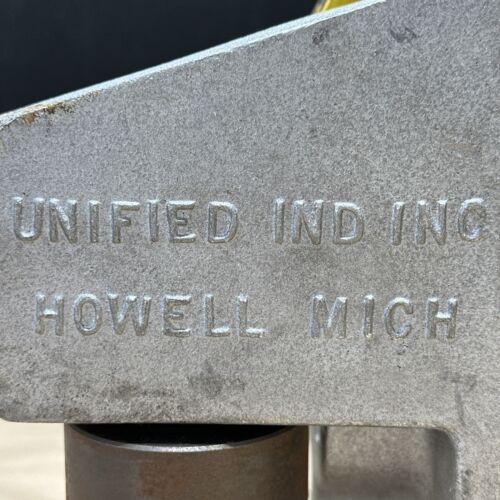 UNIFIED IND INC
HOWELL MICH